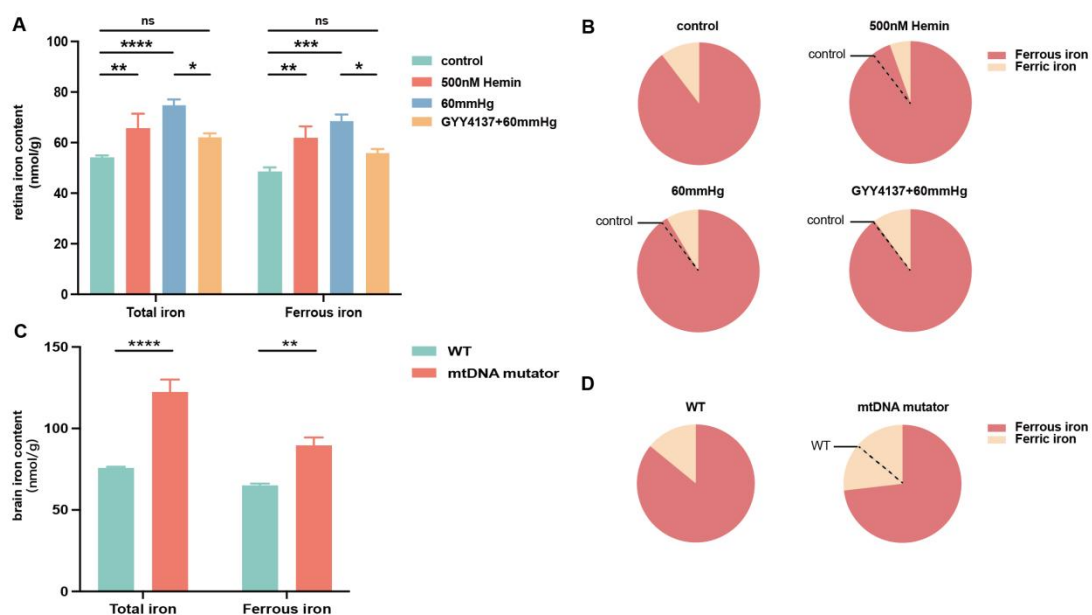 A
ns
ns
****
***
**
*
**
*
control
500nM Hemin
60mmHg
GYY4137+60mmHg
retina iron content
(nmol/g)
100
80
60
40
20
0
Total iron
Ferrous iron
B
control
500nM Hemin
control
Ferrous iron
Ferric iron
60mmHg
control
GYY4137+60mmHg
control
C
****
**
WT
mtDNA mutator
brain iron content
(nmol/g)
150
100
50
0
Total iron
Ferrous iron
D
WT
mtDNA mutator
WT
Ferrous iron
Ferric iron